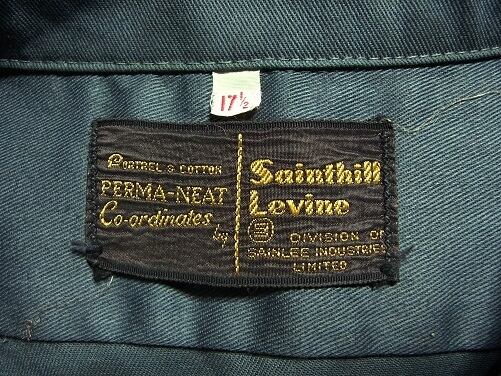 17½
FORTREL & COTTON
PERMA-NEAT
Co-ordinates
by
Sainthill
Levine
DIVISION OF
SAINLEE INDUSTRIES
LIMITED